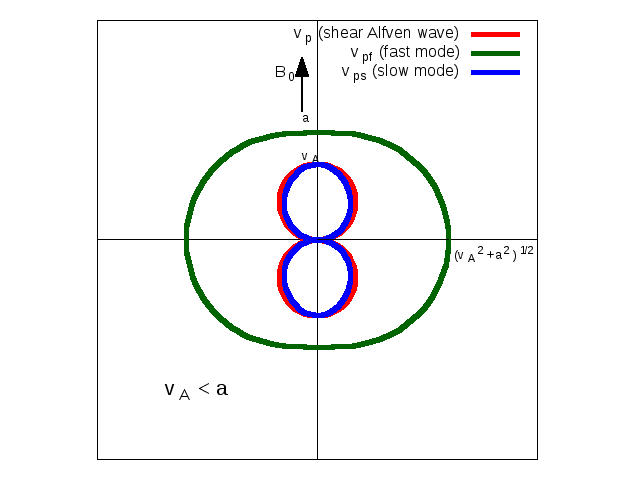 v p (shear Alfven wave)
v pf (fast mode)
B 0 v ps (slow mode)
a
v A
(v A 2 +a 2 ) 1/2
v A < a